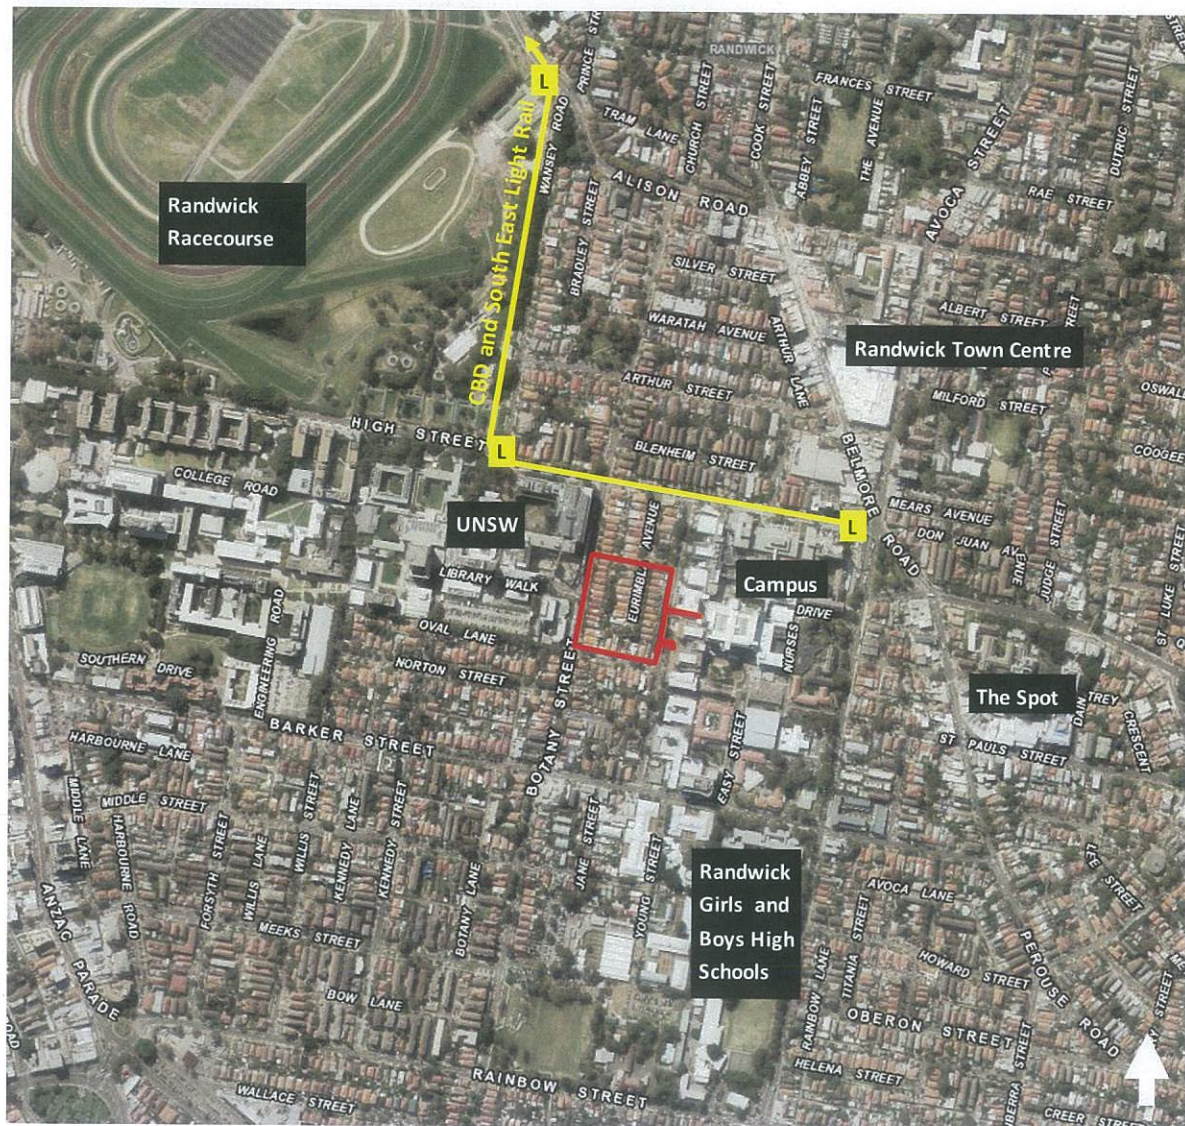 RANDWICK
PRINCE STR
FRANCES STREET
TRAM LANE
CHURCH STREET
COOK STREET
ABBEY STREET
THE AVENUE
AVOCA STREET
DUTRUC STREET
RAE STREET
WANSEY ROAD
ALISON ROAD
L
CBD and South East Light Rail
Randwick
Racecourse
BRADLEY STREET
SILVER STREET
WARATAH AVENUE
ARTHUR LANE
ALBERT STREET
Randwick Town Centre
ARTHUR STREET
MILFORD STREET
OSWAL
HIGH STREET
L
BLENHEIM STREET
BELMORE ROAD
COOGEE
COLLEGE ROAD
UNSW
AVENUE
L
MEARS AVENUE
DON JUAN AVENUE
JUDGE STREET
LIBRARY WALK
EURIMBL
Campus
NURSES DRIVE
ST LUKE STREET
ENGINEERING ROAD
OVAL LANE
NORTON STREET
SOUTHERN DRIVE
BOTANY STREET
The Spot
DAINTREY CRESCENT
ST PAULS STREET
BARKER STREET
EASY STREET
HARBOURNE LANE
MIDDLE LANE
MIDDLE STREET
HARBOURNE ROAD
FORSYTH STREET
WILLIS LANE
WILLIS STREET
KENNEDY LANE
KENNEDY STREET
BOTANY LANE
JANE STREET
YOUNG STREET
Randwick
Girls and
Boys High
Schools
AVOCA LANE
ANZAC PARADE
MEEKS STREET
BOW LANE
RAINBOW LANE
TITANIA STREET
HOWARD STREET
PEROUSE ROAD
OBERON STREET
HELENA STREET
WALLACE STREET
RAINBOW STREET
CREER STREET